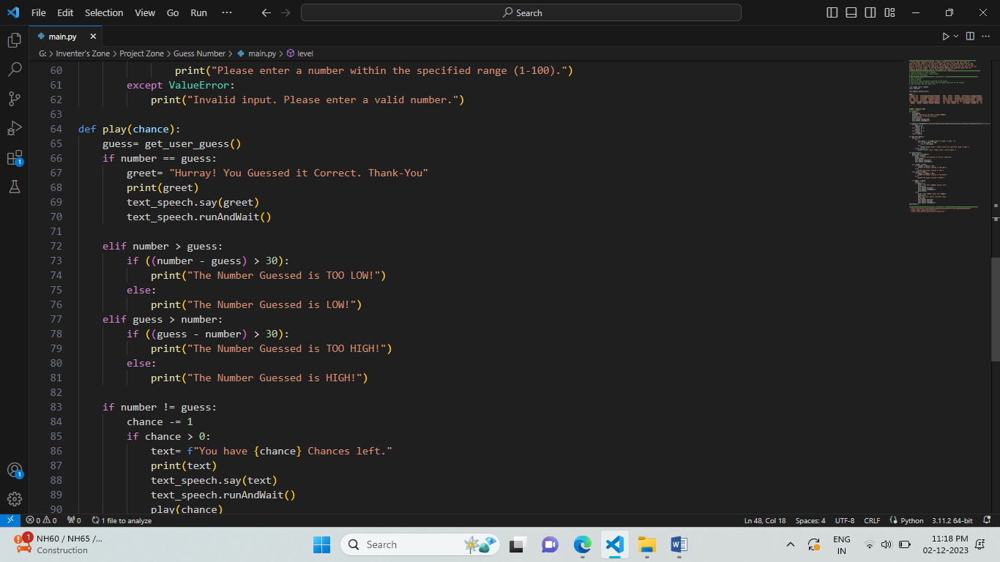 File Edit Selection View Go Run ··· Search
main.py
G: > Inventer's Zone > Project Zone > Guess Number > main.py > level
60 print("Please enter a number within the specified range (1-100).")
61 except ValueError:
62 print("Invalid input. Please enter a valid number.")
63
64 def play(chance):
65 guess= get_user_guess()
66 if number == guess:
67 greet= "Hurray! You Guessed it Correct. Thank-You"
68 print(greet)
69 text_speech.say(greet)
70 text_speech.runAndWait()
71
72 elif number > guess:
73 if ((number - guess) > 30):
74 print("The Number Guessed is TOO LOW!")
75 else:
76 print("The Number Guessed is LOW!")
77 elif guess > number:
78 if ((guess - number) > 30):
79 print("The Number Guessed is TOO HIGH!")
80 else:
81 print("The Number Guessed is HIGH!")
82
83 if number != guess:
84 chance -= 1
85 if chance > 0:
86 text= f"You have {chance} Chances left."
87 print(text)
88 text_speech.say(text)
89 text_speech.runAndWait()
90 play(chance)
1
1
0 0 0 1 file to analyze Ln 48, Col 18 Spaces: 4 UTF-8 CRLF Python 3.11.2 64-bit
1 NH60 / NH65 /...
Construction
Search
ENG
IN
11:18 PM
02-12-2023